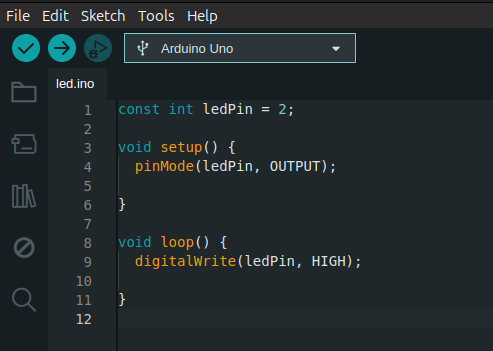 File Edit Sketch Tools Help
Arduino Uno
led.ino
1 const int ledPin = 2;
2
3 void setup() {
4   pinMode(ledPin, OUTPUT);
5
6 }
7
8 void loop() {
9   digitalWrite(ledPin, HIGH);
10
11 }
12